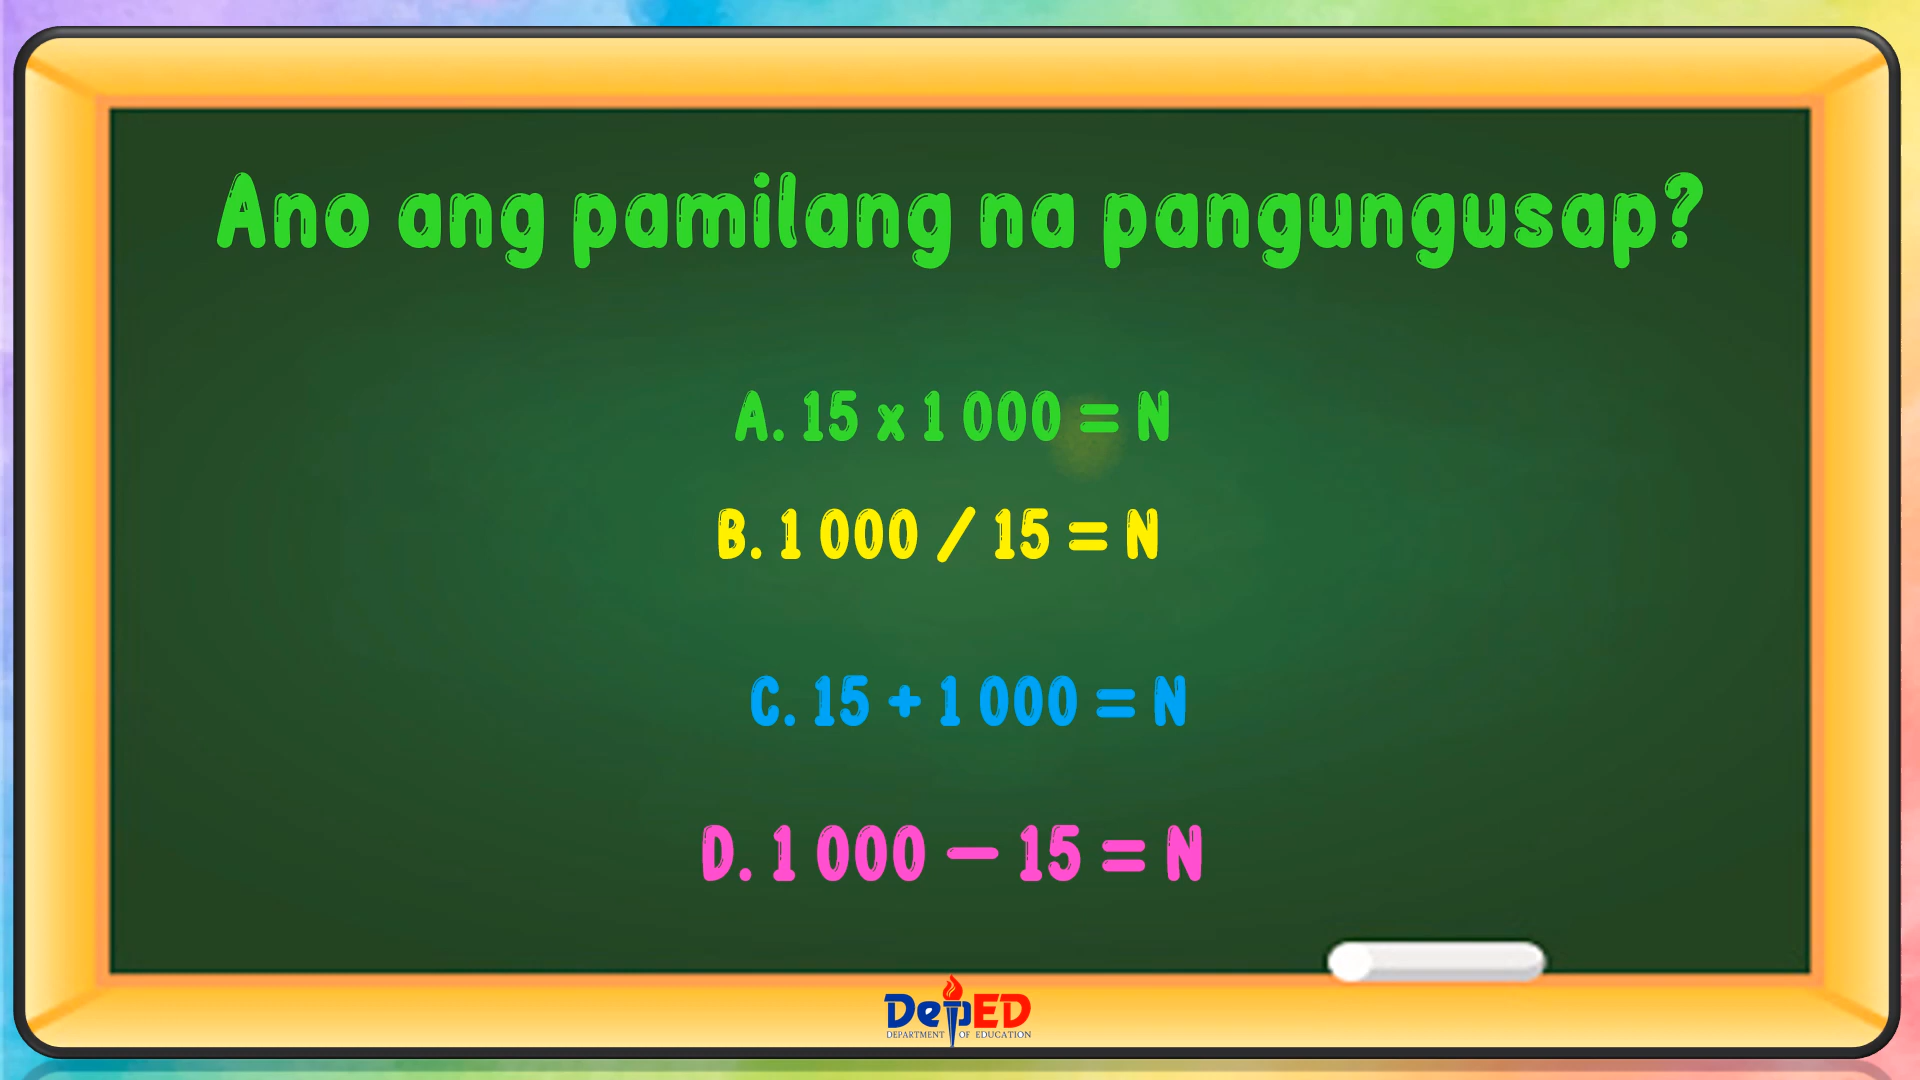 Ano ang pamilang na pangungusap?
A. 15 x 1 000 = N
B. 1 000 / 15 = N
C. 15 + 1 000 = N
D. 1 000 – 15 = N
DepED
DEPARTMENT OF EDUCATION